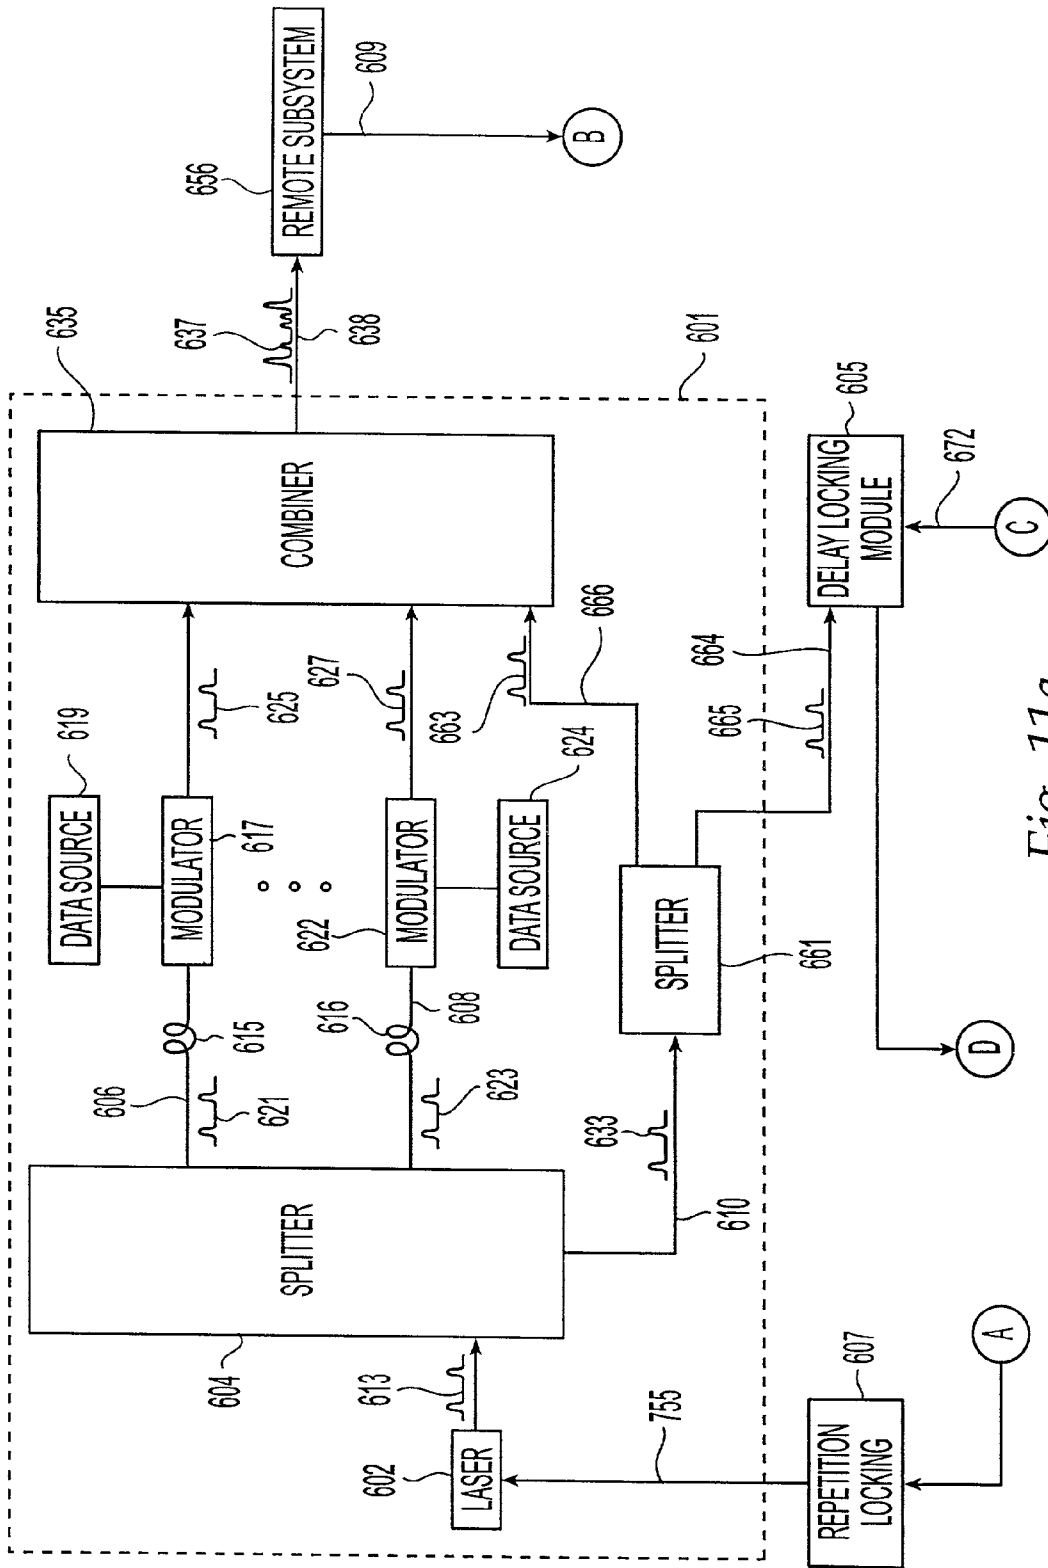 REMOTE SUBSYSTEM
656
609
B
637
638
635
COMBINER
601
DATA SOURCE
619
MODULATOR
617
625
622
MODULATOR
627
DATA SOURCE
624
663
666
SPLITTER
661
664
665
DELAY LOCKING
MODULE
605
672
C
D
615
606
621
616
608
623
633
610
SPLITTER
604
613
602
LASER
755
REPETITION
LOCKING
607
A
Fig. 11a